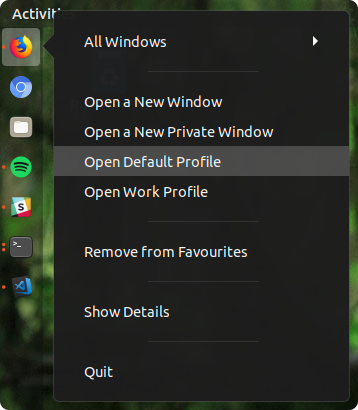 Activitie
All Windows
Open a New Window
Open a New Private Window
Open Default Profile
Open Work Profile
Remove from Favourites
Show Details
Quit